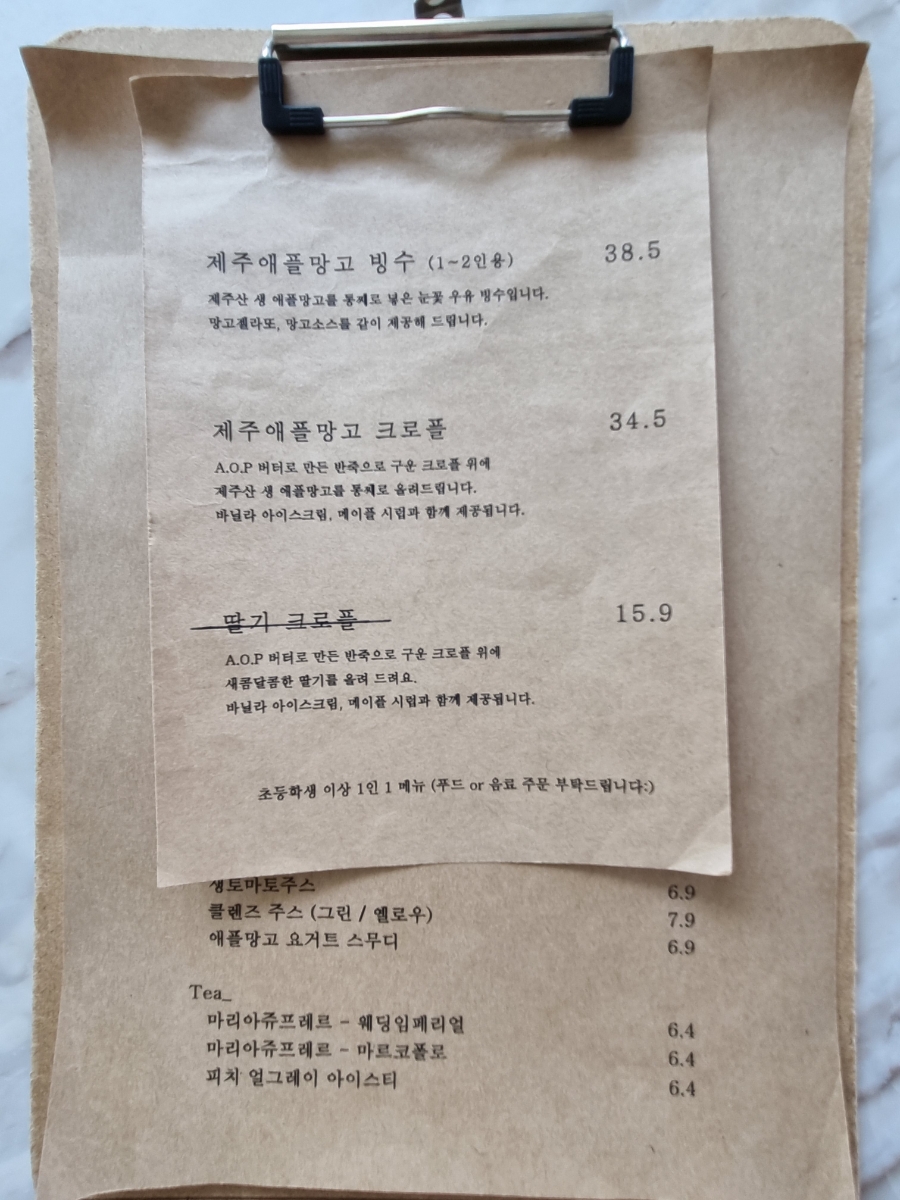 제주애플망고 빙수 (1~2인용) 38.5
제주산 생 애플망고를 통째로 넣은 눈꽃 우유 빙수입니다.
망고젤라또, 망고소스를 같이 제공해 드립니다.
제주애플망고 크로플 34.5
A.O.P 버터로 만든 반죽으로 구운 크로플 위에
제주산 생 애플망고를 통째로 올려드립니다.
바닐라 아이스크림, 메이플 시럽과 함께 제공됩니다.
딸기 크로플 15.9
A.O.P 버터로 만든 반죽으로 구운 크로플 위에
새콤달콤한 딸기를 올려 드려요.
바닐라 아이스크림, 메이플 시럽과 함께 제공됩니다.
초등학생 이상 1인 1 메뉴 (푸드 or 음료 주문 부탁드립니다:)
생토마토주스 6.9
클렌즈 주스 (그린 / 옐로우) 7.9
애플망고 요거트 스무디 6.9
Tea_
마리아쥬프레르 - 웨딩임페리얼 6.4
마리아쥬프레르 - 마르코폴로 6.4
피치 얼그레이 아이스티 6.4